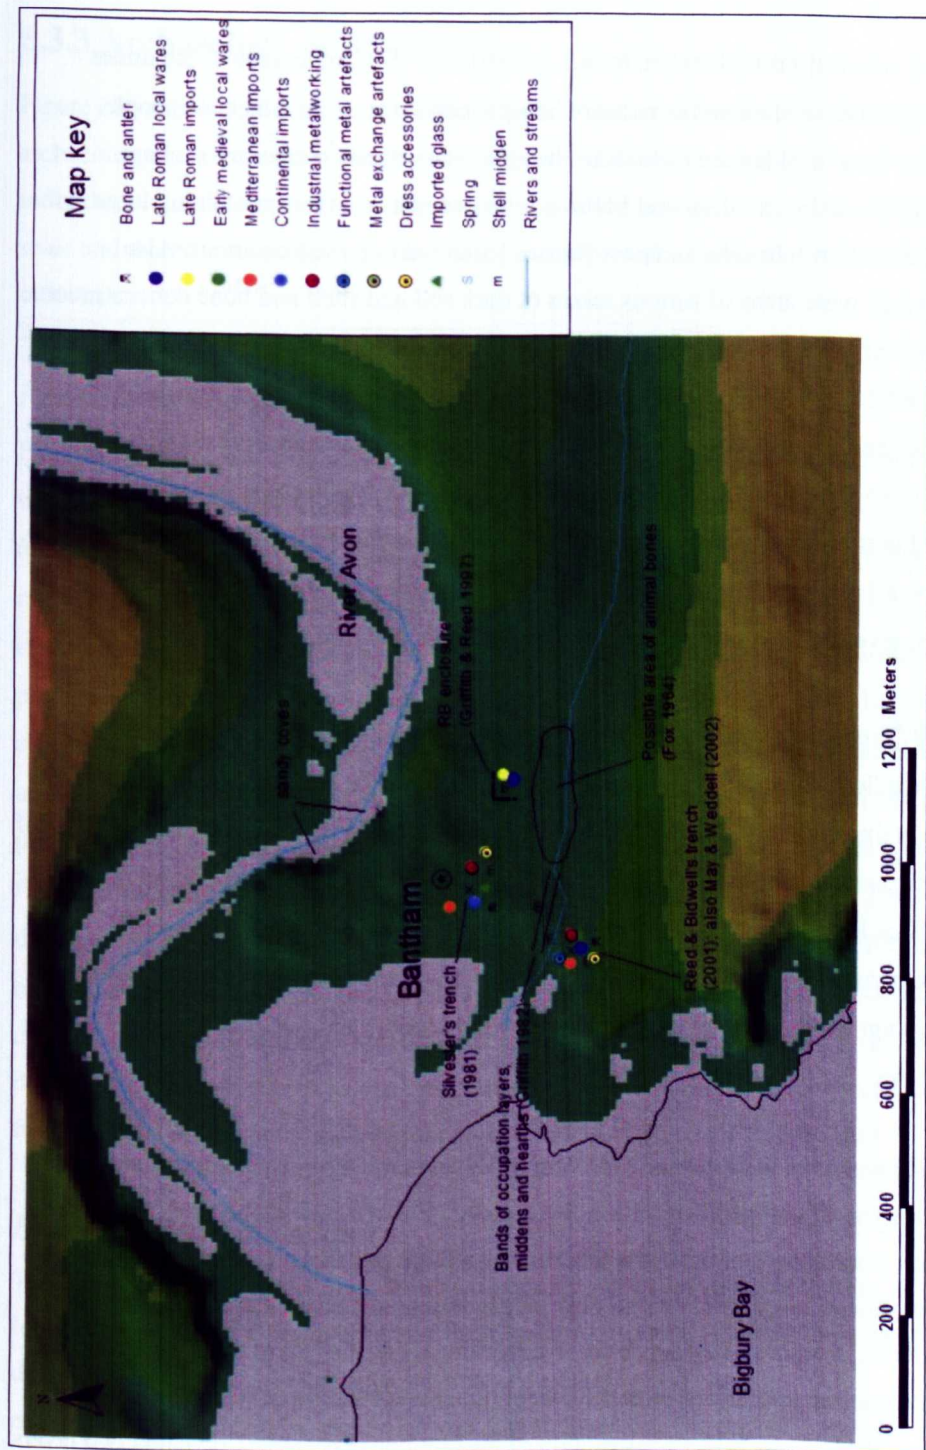 Map key
Bone and antler
Late Roman local wares
Late Roman imports
Early medieval local wares
Mediterranean imports
Continental imports
Industrial metalworking
Functional metal artefacts
Metal exchange artefacts
Dress accessories
Imported glass
S Spring
m Shell midden
Rivers and streams
N
River Avon
sandy coves
RB enclosure
(Griffith & Reed 1997)
Bantham
Silvester's trench
(1981)
Possible area of animal bones
(Fox 1964)
Bands of occupation layers,
middens and hearths (Griffith
Reed & Bidwell's trench
(2001); also May & Weddell (2002)
Bigbury Bay
0 200 400 600 800 1000 1200 Meters